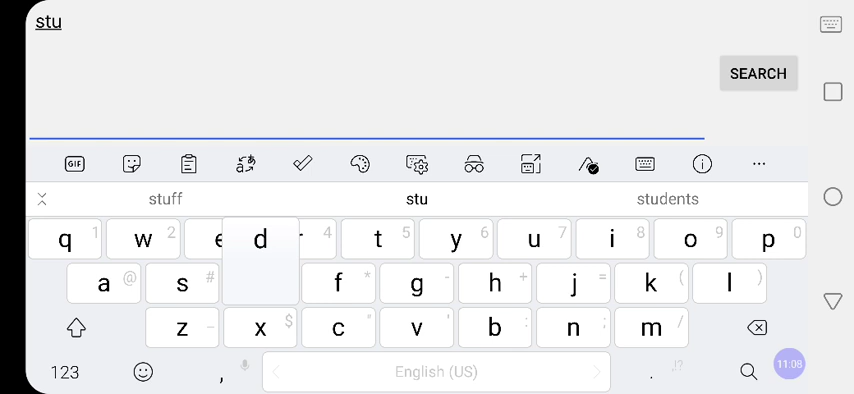 stu
SEARCH
GIF
stuff stu students
q 1 w 2 e d 4 t 5 y 6 u 7 i 8 o 9 p 0
a @ s # f * g - h + j = k ( l )
z _ x $ c " v ' b : n ; m /
123 , English (US) . ,!? 11:08